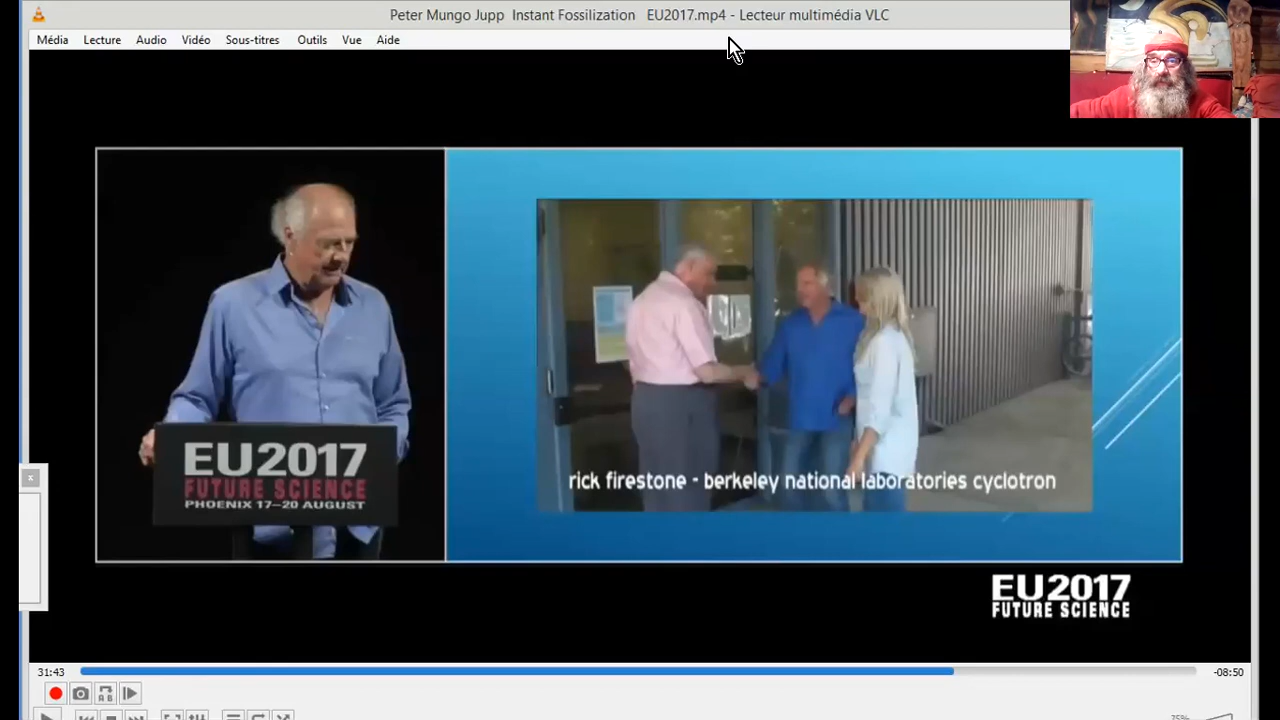 Peter Mungo Jupp  Instant Fossilization   EU2017.mp4 - Lecteur multimédia VLC
Média Lecture Audio Vidéo Sous-titres Outils Vue Aide
EU2017
FUTURE SCIENCE
PHOENIX 17–20 AUGUST
rick firestone - berkeley national laboratories cyclotron
EU2017
FUTURE SCIENCE
31:43
-08:50
A B
75%